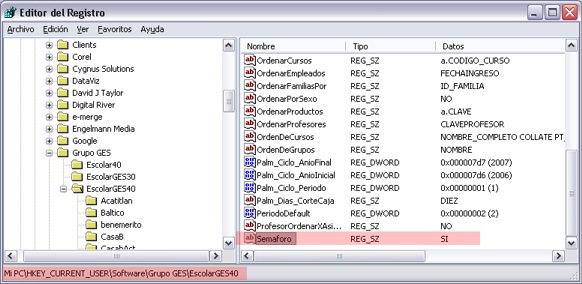 Editor del Registro
Archivo Edición Ver Favoritos Ayuda
Clients
Corel
Cygnus Solutions
DataViz
David J Taylor
Digital River
e-merge
Engelmann Media
Google
Grupo GES
Escolar40
EscolarGES30
EscolarGES40
Acatitlan
Baltico
benemerito
CasaB
CasabAct
Nombre Tipo Datos
OrdenarCursos REG_SZ a.CODIGO_CURSO
OrdenarEmpleados REG_SZ FECHAINGRESO
OrdenarFamiliasPor REG_SZ ID_FAMILIA
OrdenarPorSexo REG_SZ NO
OrdenarProductos REG_SZ a.CLAVE
OrdenarProfesores REG_SZ CLAVEPROFESOR
OrdenDeCursos REG_SZ NOMBRE_COMPLETO COLLATE PT_
OrdenDeGrupos REG_SZ NOMBRE
Palm_Ciclo_AnioFinal REG_DWORD 0x000007d7 (2007)
Palm_Ciclo_AnioInicial REG_DWORD 0x000007d6 (2006)
Palm_Ciclo_Periodo REG_DWORD 0x00000001 (1)
Palm_Dias_CorteCaja REG_SZ DIEZ
PeriodoDefault REG_DWORD 0x00000002 (2)
ProfesorOrdenarXAsi... REG_SZ NO
Semaforo REG_SZ SI
Mi PC\HKEY_CURRENT_USER\Software\Grupo GES\EscolarGES40